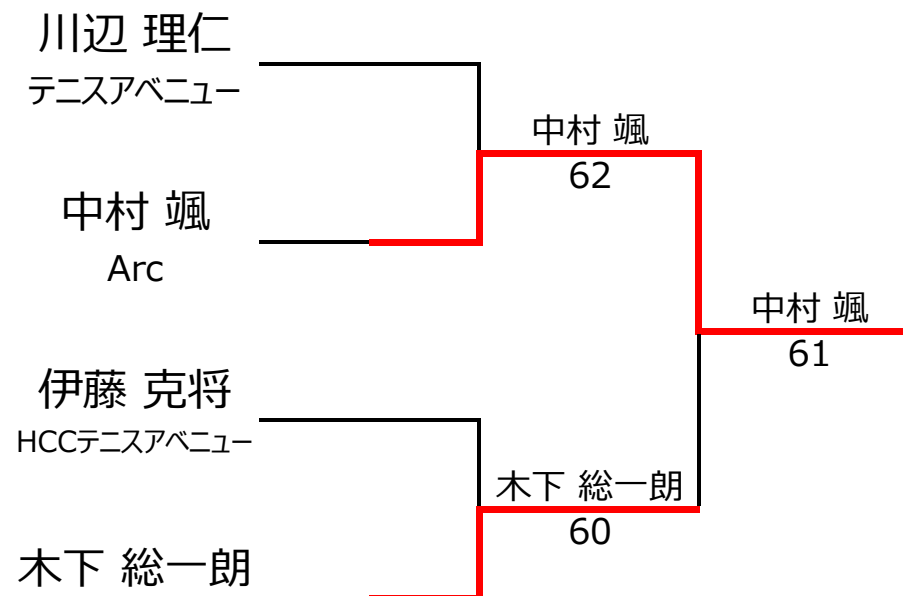 川辺 理仁
テニスアベニュー
中村 颯
62
中村 颯
Arc
中村 颯
61
伊藤 克将
HCCテニスアベニュー
木下 総一朗
60
木下 総一朗